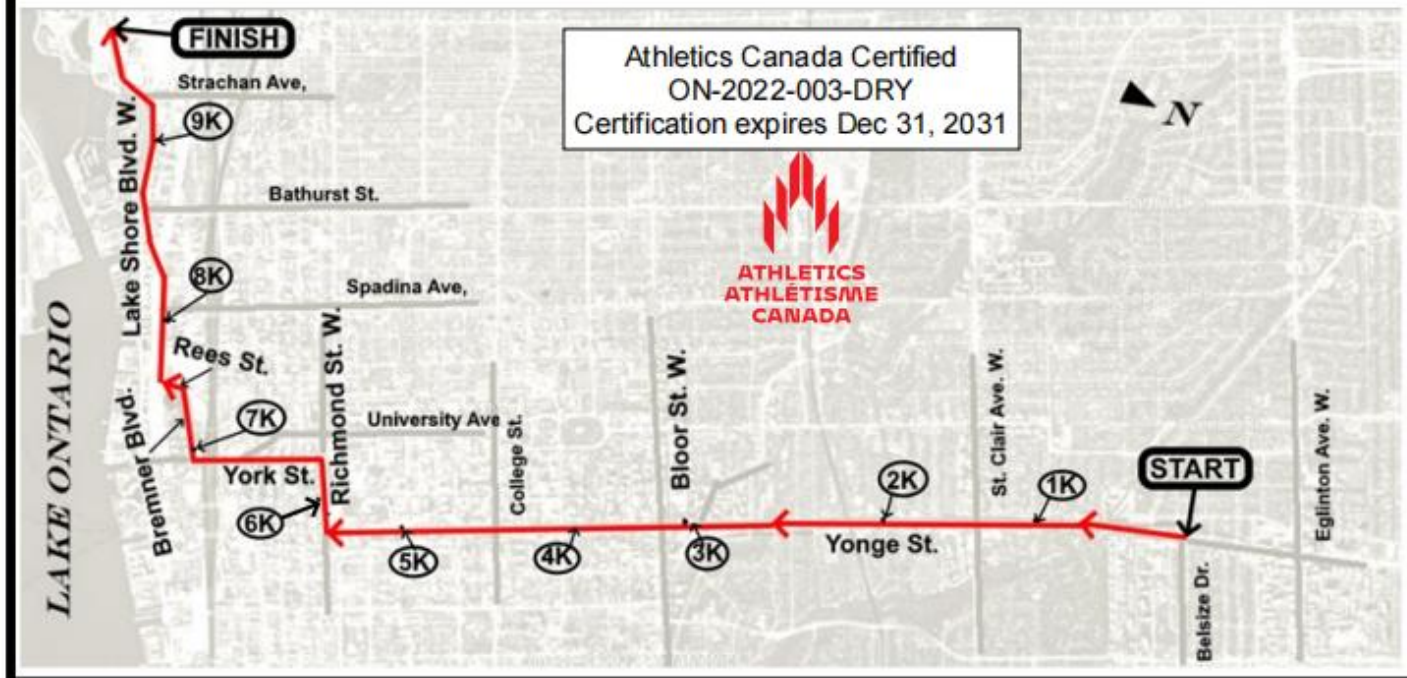 FINISH
Athletics Canada Certified
ON-2022-003-DRY
Certification expires Dec 31, 2031
N
Strachan Ave,
9K
Lake Shore Blvd. W.
Bathurst St.
ATHLETICS
ATHLÉTISME
CANADA
8K
Spadina Ave,
LAKE ONTARIO
Rees St.
Richmond St. W.
Bloor St. W.
St. Clair Ave. W.
Eglinton Ave. W.
Bremner Blvd.
7K
University Ave
College St.
York St.
START
2K
1K
6K
5K
4K
3K
Yonge St.
Belsize Dr.